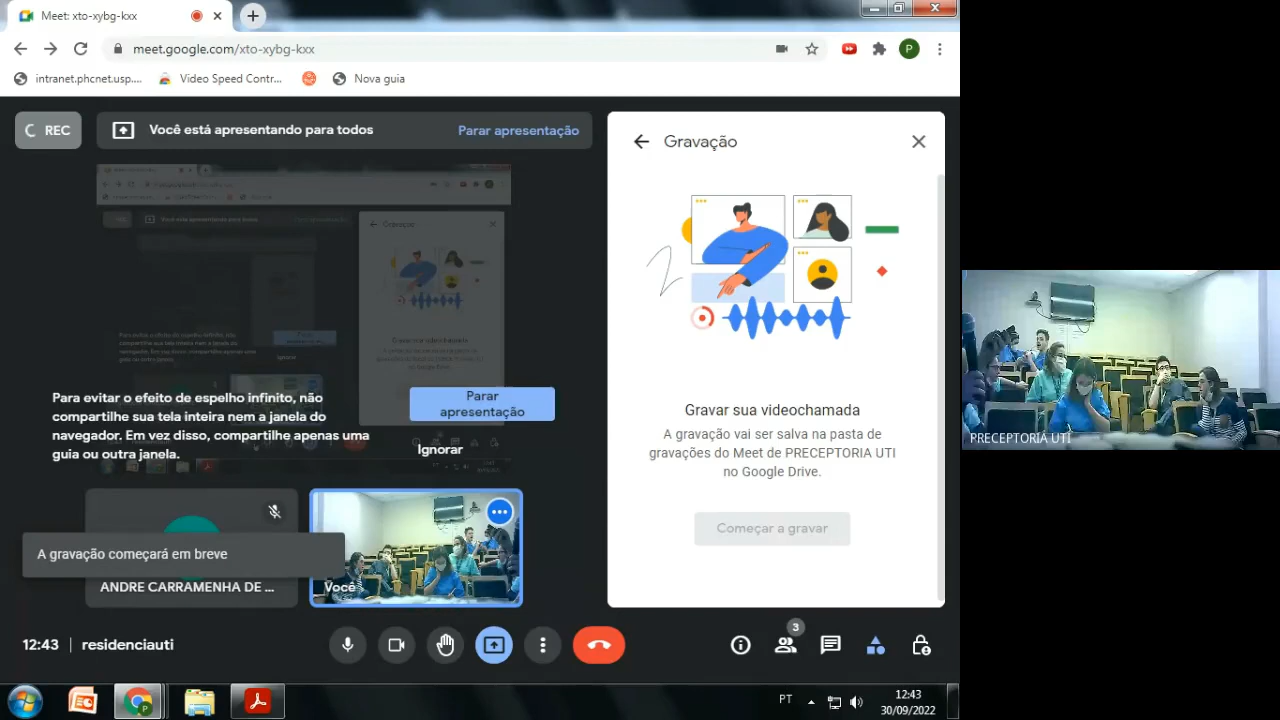 Meet: xto-xybg-kxx
meet.google.com/xto-xybg-kxx
intranet.phcnet.usp.... Video Speed Contr... Nova guia
REC
Você está apresentando para todos
Parar apresentação
Para evitar o efeito de espelho infinito, não
compartilhe sua tela inteira nem a janela do
navegador. Em vez disso, compartilhe apenas uma
guia ou outra janela.
Parar
apresentação
Ignorar
A gravação começará em breve
ANDRE CARRAMENHA DE ...
Você
Gravação
Gravar sua videochamada
A gravação vai ser salva na pasta de
gravações do Meet de PRECEPTORIA UTI
no Google Drive.
Começar a gravar
12:43 | residenciauti
3
PT
12:43
30/09/2022
P
PRECEPTORIA UTI